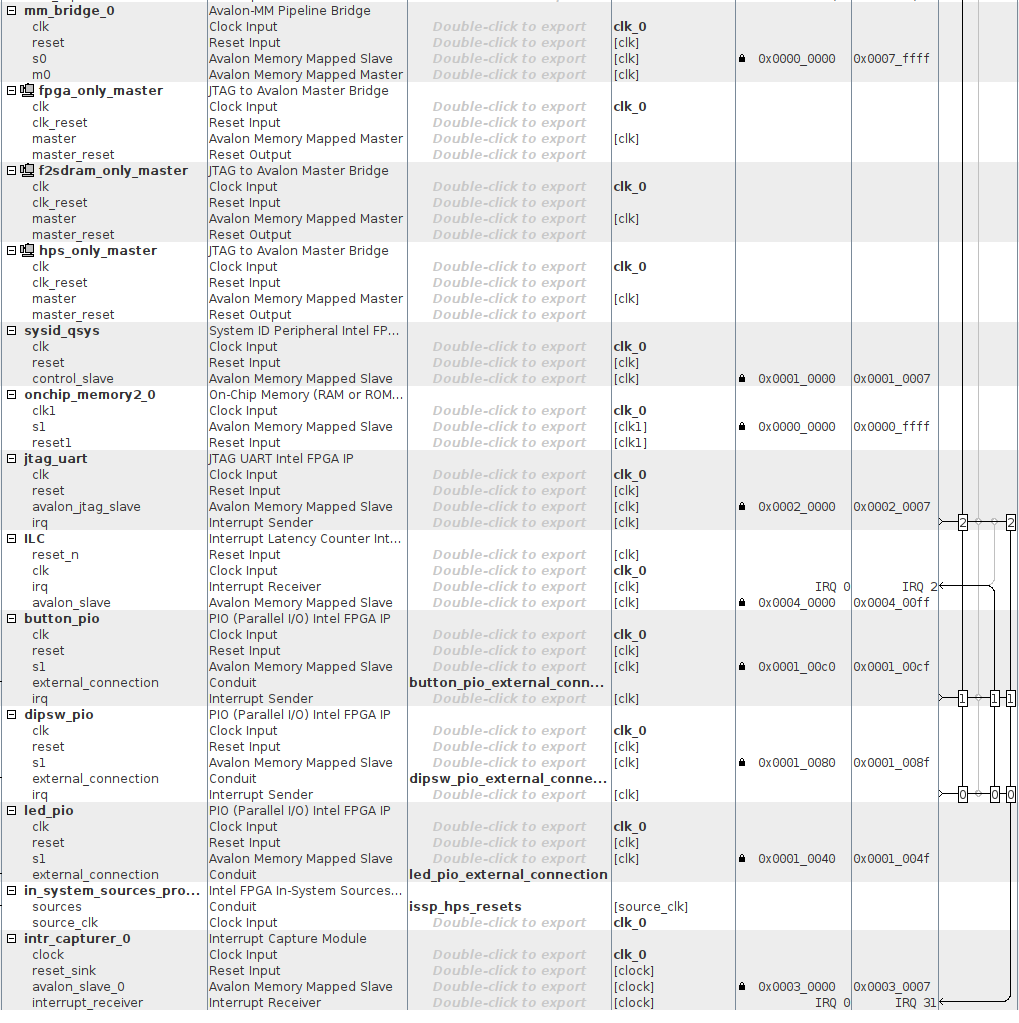 mm_bridge_0 Avalon-MM Pipeline Bridge
clk Clock Input Double-click to export clk_0
reset Reset Input Double-click to export [clk]
s0 Avalon Memory Mapped Slave Double-click to export [clk] 0x0000_0000 0x0007_ffff
m0 Avalon Memory Mapped Master Double-click to export [clk]
fpga_only_master JTAG to Avalon Master Bridge
clk Clock Input Double-click to export clk_0
clk_reset Reset Input Double-click to export
master Avalon Memory Mapped Master Double-click to export [clk]
master_reset Reset Output Double-click to export
f2sdram_only_master JTAG to Avalon Master Bridge
clk Clock Input Double-click to export clk_0
clk_reset Reset Input Double-click to export
master Avalon Memory Mapped Master Double-click to export [clk]
master_reset Reset Output Double-click to export
hps_only_master JTAG to Avalon Master Bridge
clk Clock Input Double-click to export clk_0
clk_reset Reset Input Double-click to export
master Avalon Memory Mapped Master Double-click to export [clk]
master_reset Reset Output Double-click to export
sysid_qsys System ID Peripheral Intel FP...
clk Clock Input Double-click to export clk_0
reset Reset Input Double-click to export [clk]
control_slave Avalon Memory Mapped Slave Double-click to export [clk] 0x0001_0000 0x0001_0007
onchip_memory2_0 On-Chip Memory (RAM or ROM...
clk1 Clock Input Double-click to export clk_0
s1 Avalon Memory Mapped Slave Double-click to export [clk1] 0x0000_0000 0x0000_ffff
reset1 Reset Input Double-click to export [clk1]
jtag_uart JTAG UART Intel FPGA IP
clk Clock Input Double-click to export clk_0
reset Reset Input Double-click to export [clk]
avalon_jtag_slave Avalon Memory Mapped Slave Double-click to export [clk] 0x0002_0000 0x0002_0007
irq Interrupt Sender Double-click to export [clk] 2 2
ILC Interrupt Latency Counter Int...
reset_n Reset Input Double-click to export [clk]
clk Clock Input Double-click to export clk_0
irq Interrupt Receiver Double-click to export [clk] IRQ 0 IRQ 2
avalon_slave Avalon Memory Mapped Slave Double-click to export [clk] 0x0004_0000 0x0004_00ff
button_pio PIO (Parallel I/O) Intel FPGA IP
clk Clock Input Double-click to export clk_0
reset Reset Input Double-click to export [clk]
s1 Avalon Memory Mapped Slave Double-click to export [clk] 0x0001_00c0 0x0001_00cf
external_connection Conduit button_pio_external_conn...
irq Interrupt Sender Double-click to export [clk] 1 1 1
dipsw_pio PIO (Parallel I/O) Intel FPGA IP
clk Clock Input Double-click to export clk_0
reset Reset Input Double-click to export [clk]
s1 Avalon Memory Mapped Slave Double-click to export [clk] 0x0001_0080 0x0001_008f
external_connection Conduit dipsw_pio_external_conne...
irq Interrupt Sender Double-click to export [clk] 0 0 0
led_pio PIO (Parallel I/O) Intel FPGA IP
clk Clock Input Double-click to export clk_0
reset Reset Input Double-click to export [clk]
s1 Avalon Memory Mapped Slave Double-click to export [clk] 0x0001_0040 0x0001_004f
external_connection Conduit led_pio_external_connection
in_system_sources_pro... Intel FPGA In-System Sources...
sources Conduit issp_hps_resets [source_clk]
source_clk Clock Input Double-click to export clk_0
intr_capturer_0 Interrupt Capture Module
clock Clock Input Double-click to export clk_0
reset_sink Reset Input Double-click to export [clock]
avalon_slave_0 Avalon Memory Mapped Slave Double-click to export [clock] 0x0003_0000 0x0003_0007
interrupt_receiver Interrupt Receiver Double-click to export [clock] IRQ 0 IRQ 31